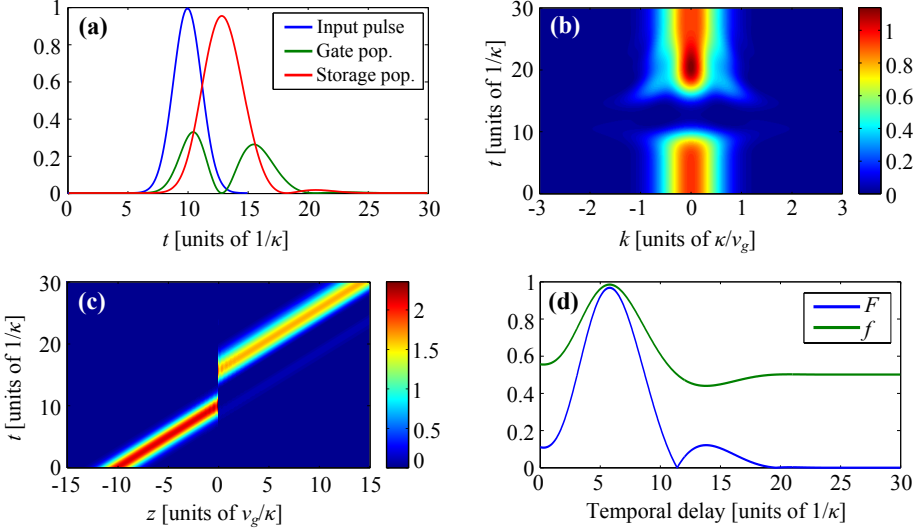 (a)
Input pulse
Gate pop.
Storage pop.
1
0.8
0.6
0.4
0.2
0
0 5 10 15 20 25 30
t [units of 1/κ]
(b)
t [units of 1/κ]
30
20
10
0
-3 -2 -1 0 1 2 3
k [units of κ/v_g]
1
0.8
0.6
0.4
0.2
0
(c)
t [units of 1/κ]
30
20
10
0
-15 -10 -5 0 5 10 15
z [units of v_g/κ]
2
1.5
1
0.5
0
(d)
F
f
1
0.8
0.6
0.4
0.2
0
0 5 10 15 20 25 30
Temporal delay [units of 1/κ]